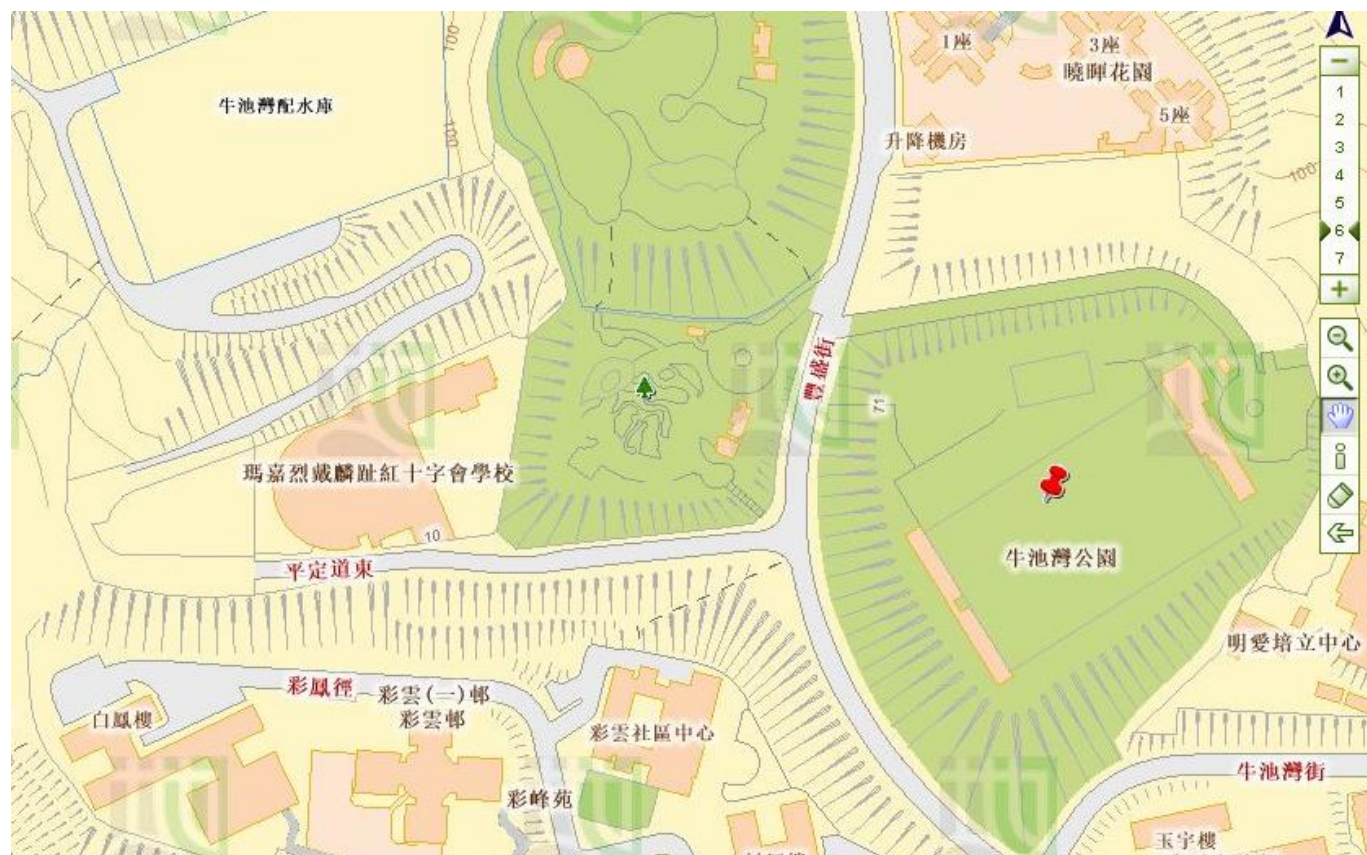 100
1座
3座
曉暉花園
牛池灣配水庫
5座
升降機房
100
100
1
2
3
4
5
6
7
豐盛街
71
瑪嘉烈戴麟趾紅十字會學校
10
平定道東
牛池灣公園
明愛培立中心
彩鳳徑
彩雲(一)邨
彩雲邨
白鳳樓
彩雲社區中心
牛池灣街
彩峰苑
玉宇樓